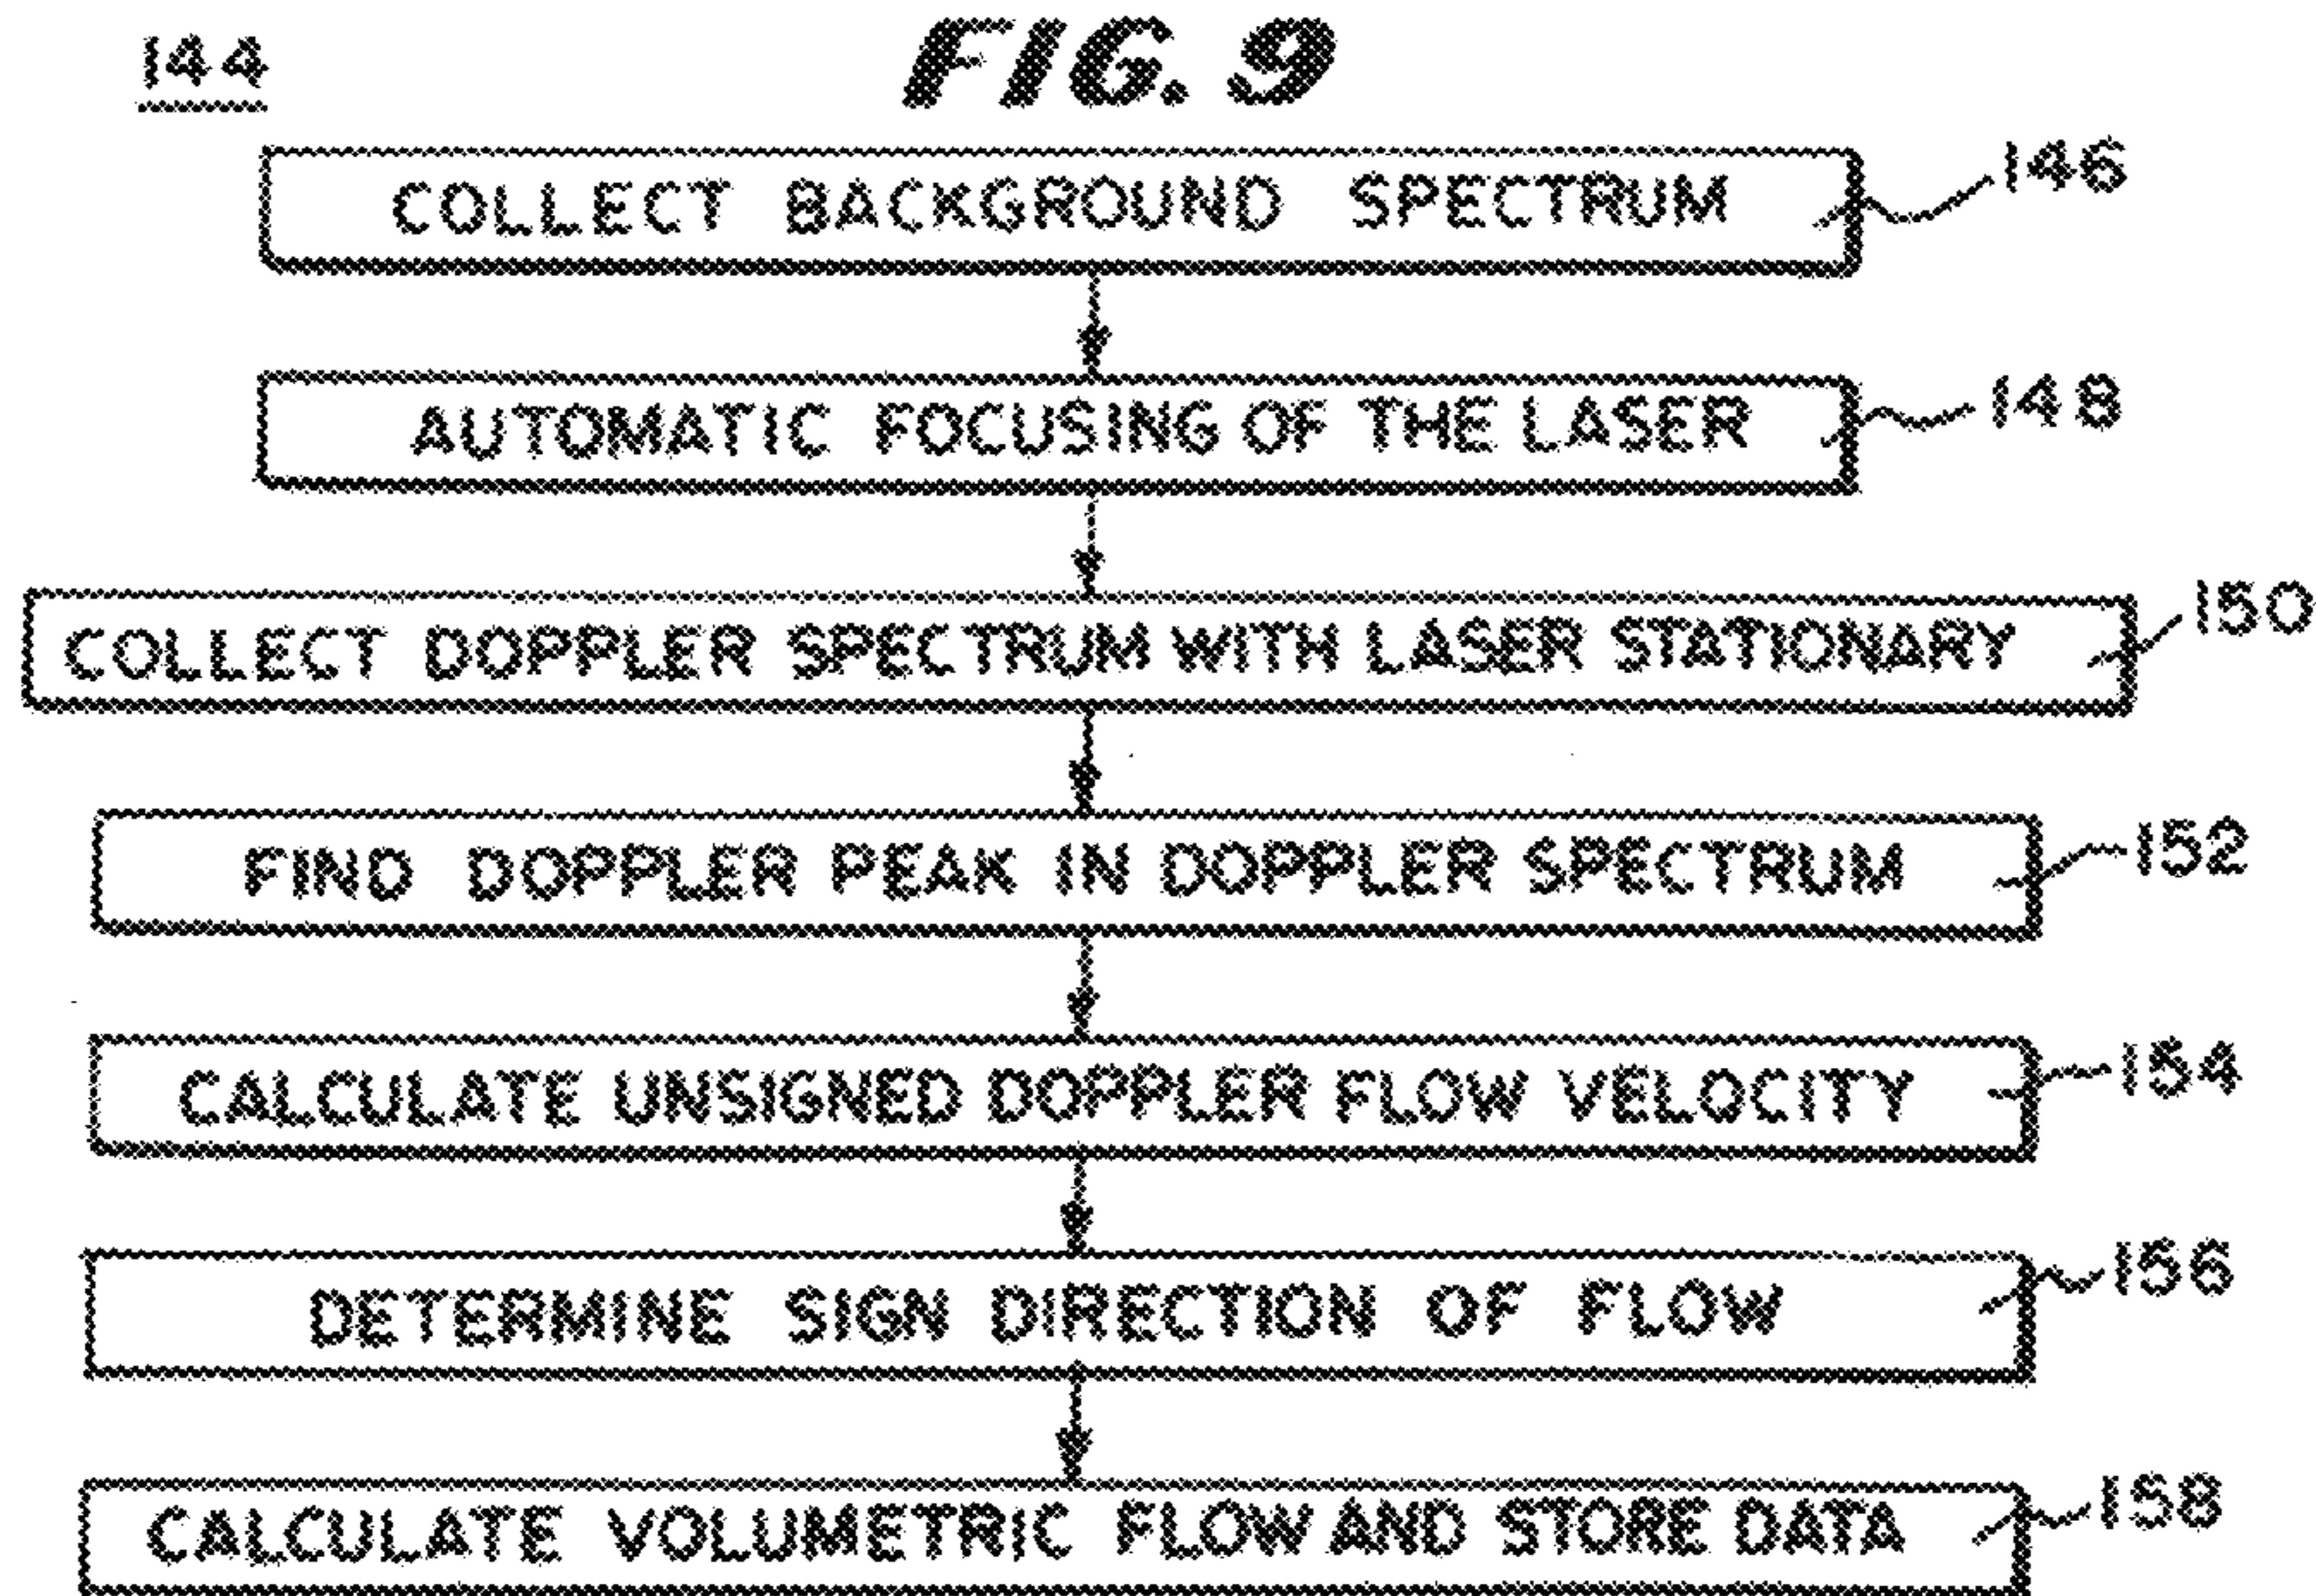 144
FIG. 9
COLLECT BACKGROUND SPECTRUM
146
AUTOMATIC FOCUSING OF THE LASER
148
COLLECT DOPPLER SPECTRUM WITH LASER STATIONARY
150
FIND DOPPLER PEAK IN DOPPLER SPECTRUM
152
CALCULATE UNSIGNED DOPPLER FLOW VELOCITY
154
DETERMINE SIGN DIRECTION OF FLOW
156
CALCULATE VOLUMETRIC FLOW AND STORE DATA
158